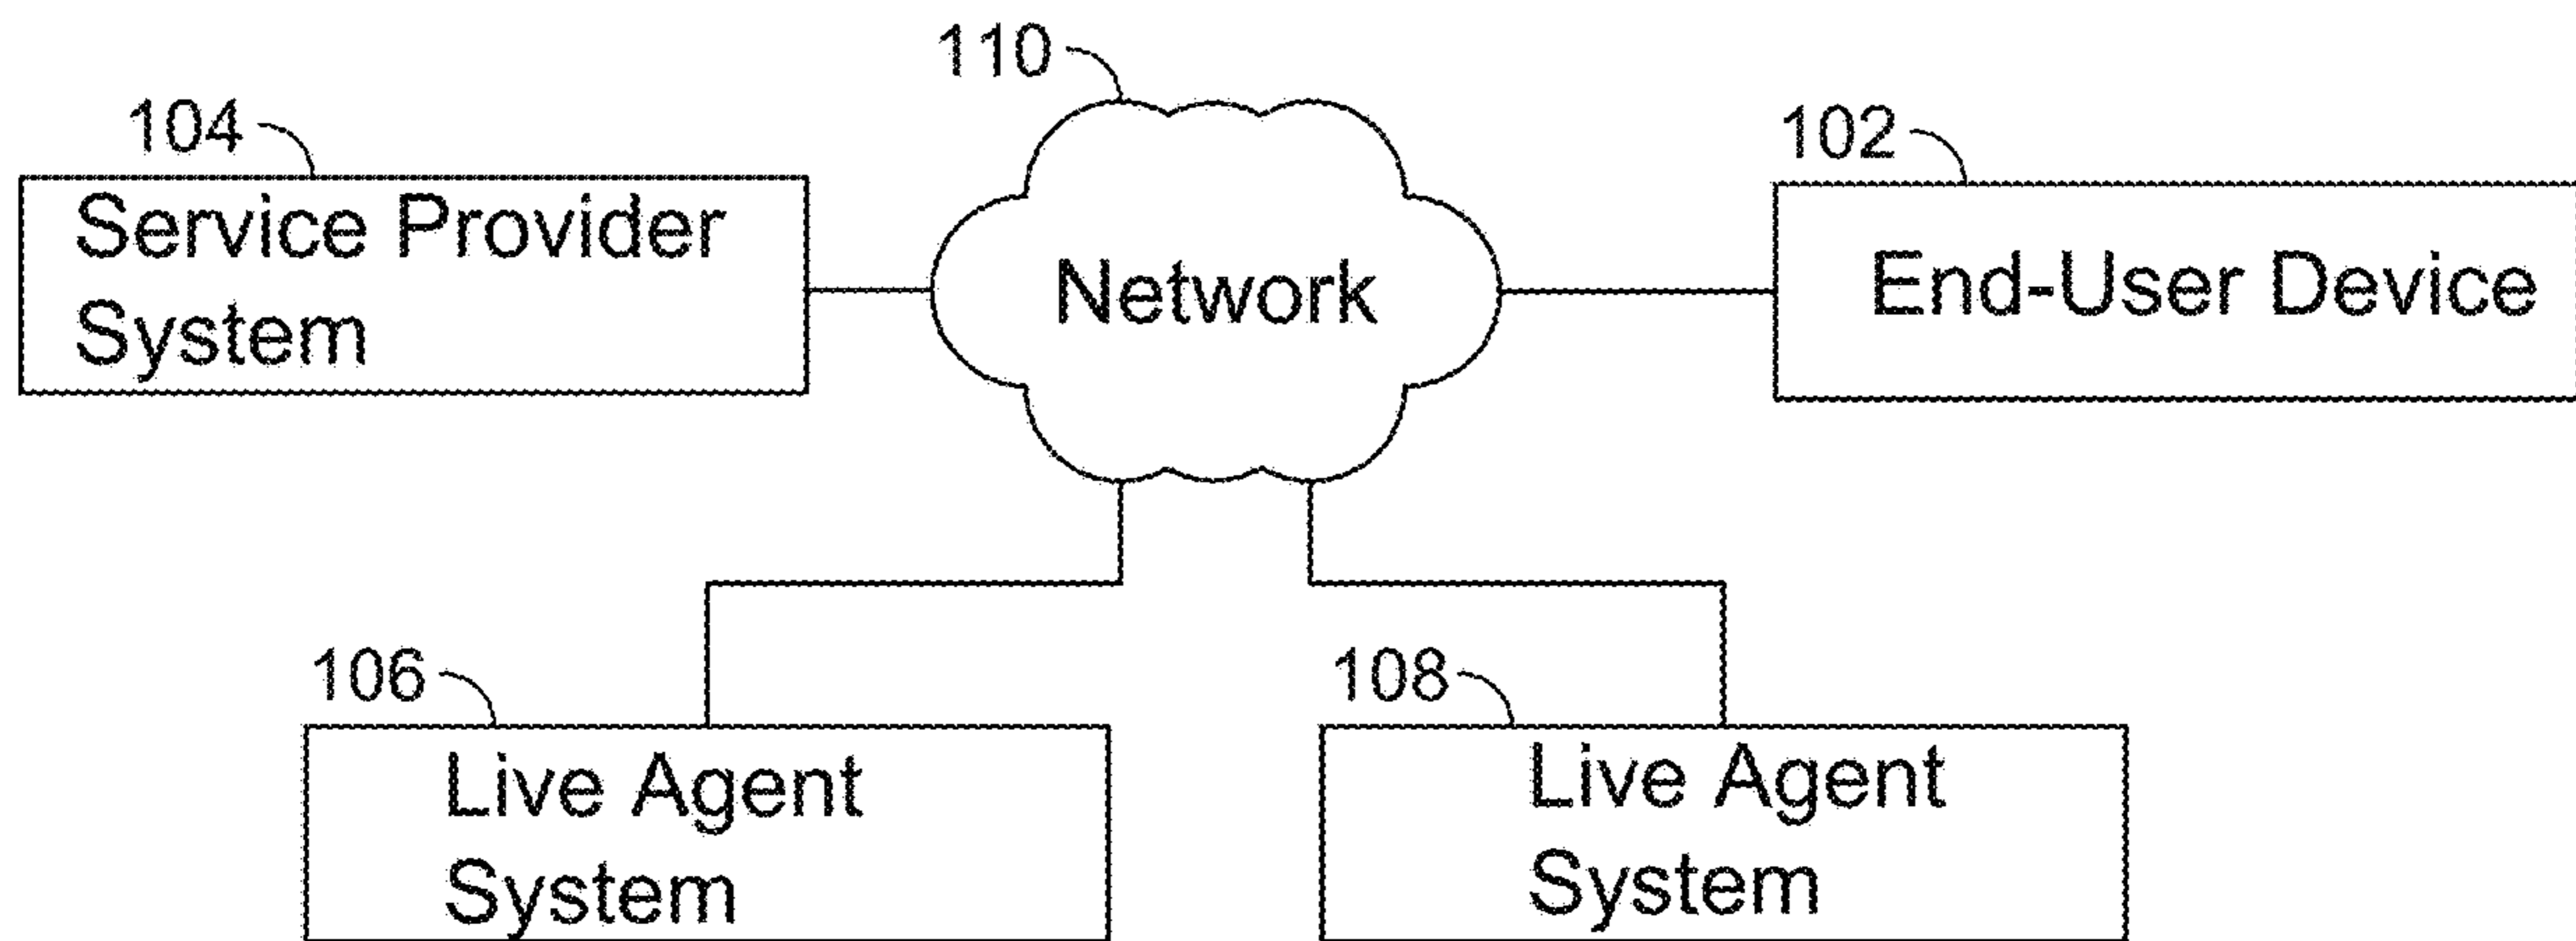 110
104
102
Service Provider
System
Network
End-User Device
106
108
Live Agent
System
Live Agent
System